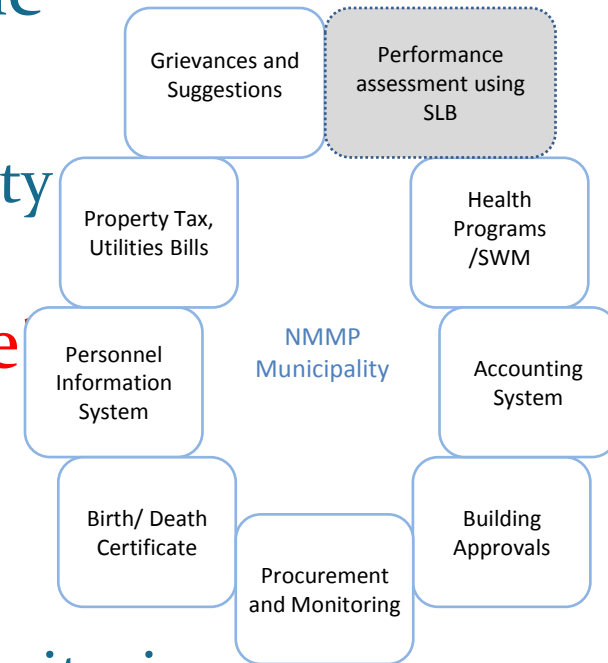 Grievances and
Suggestions
Performance
assessment using
SLB
ty
Property Tax,
Utilities Bills
Health
Programs
/SWM
e
Personnel
Information
System
NMMP
Municipality
Accounting
System
Birth/ Death
Certificate
Building
Approvals
Procurement
and Monitoring